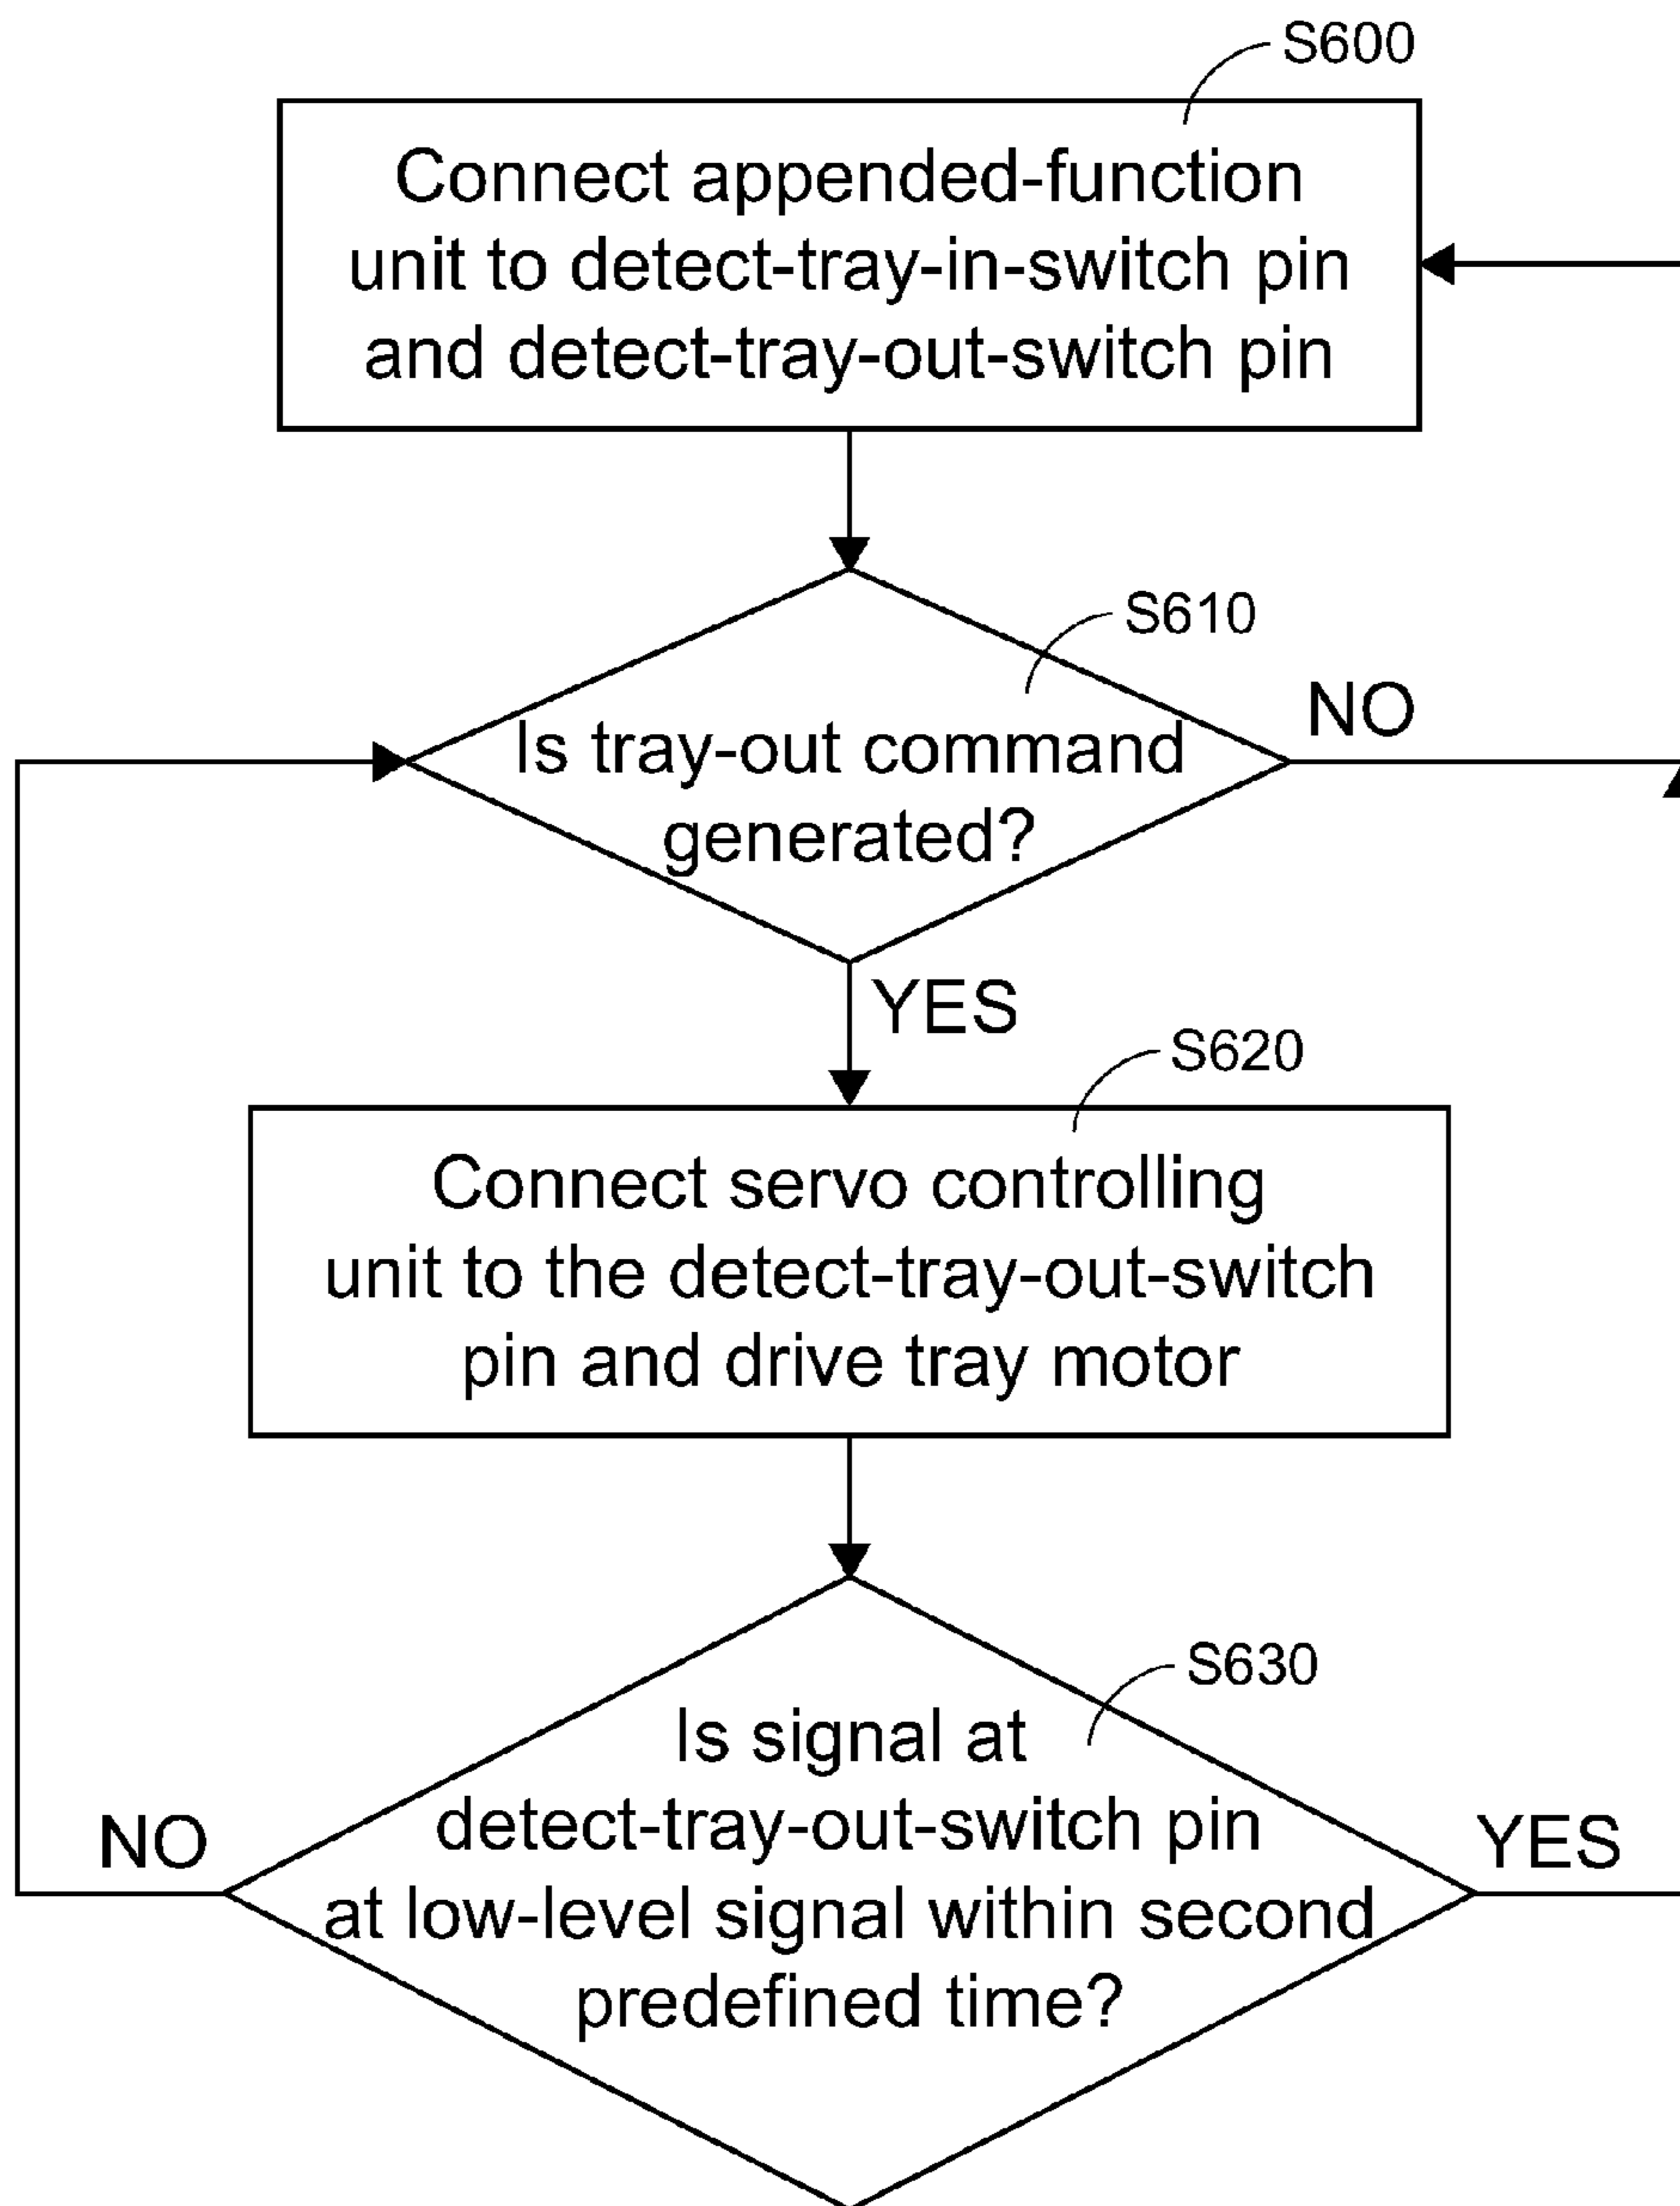 S600
Connect appended-function
unit to detect-tray-in-switch pin
and detect-tray-out-switch pin
S610
NO
Is tray-out command
generated?
YES
S620
Connect servo controlling
unit to the detect-tray-out-switch
pin and drive tray motor
S630
Is signal at
detect-tray-out-switch pin
at low-level signal within second
predefined time?
NO
YES